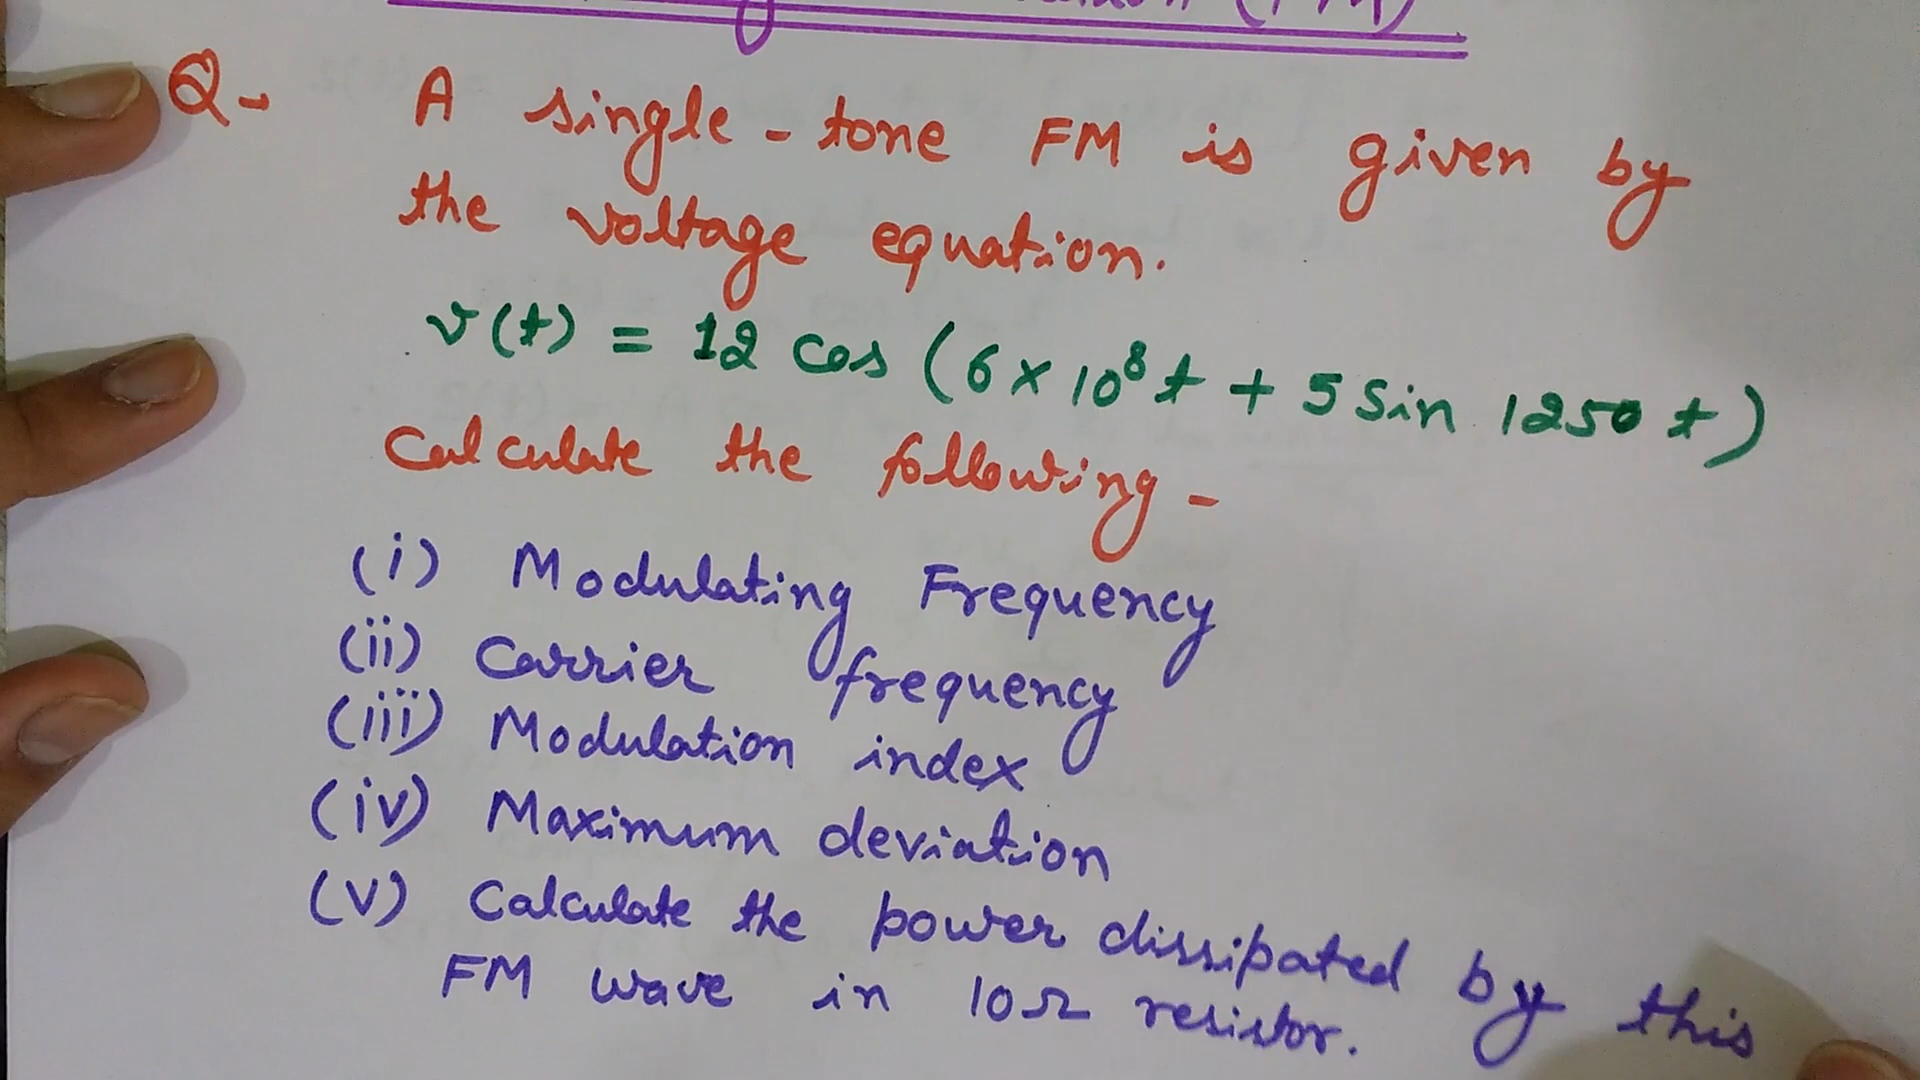 (FM)
Q- A single-tone FM is given by
the voltage equation.
v(t) = 12 cos (6 × 10⁸ t + 5 sin 1250 t)
Calculate the following -
(i) Modulating Frequency
(ii) Carrier frequency
(iii) Modulation index
(iv) Maximum deviation
(v) Calculate the power dissipated by this
FM wave in 10Ω resistor.